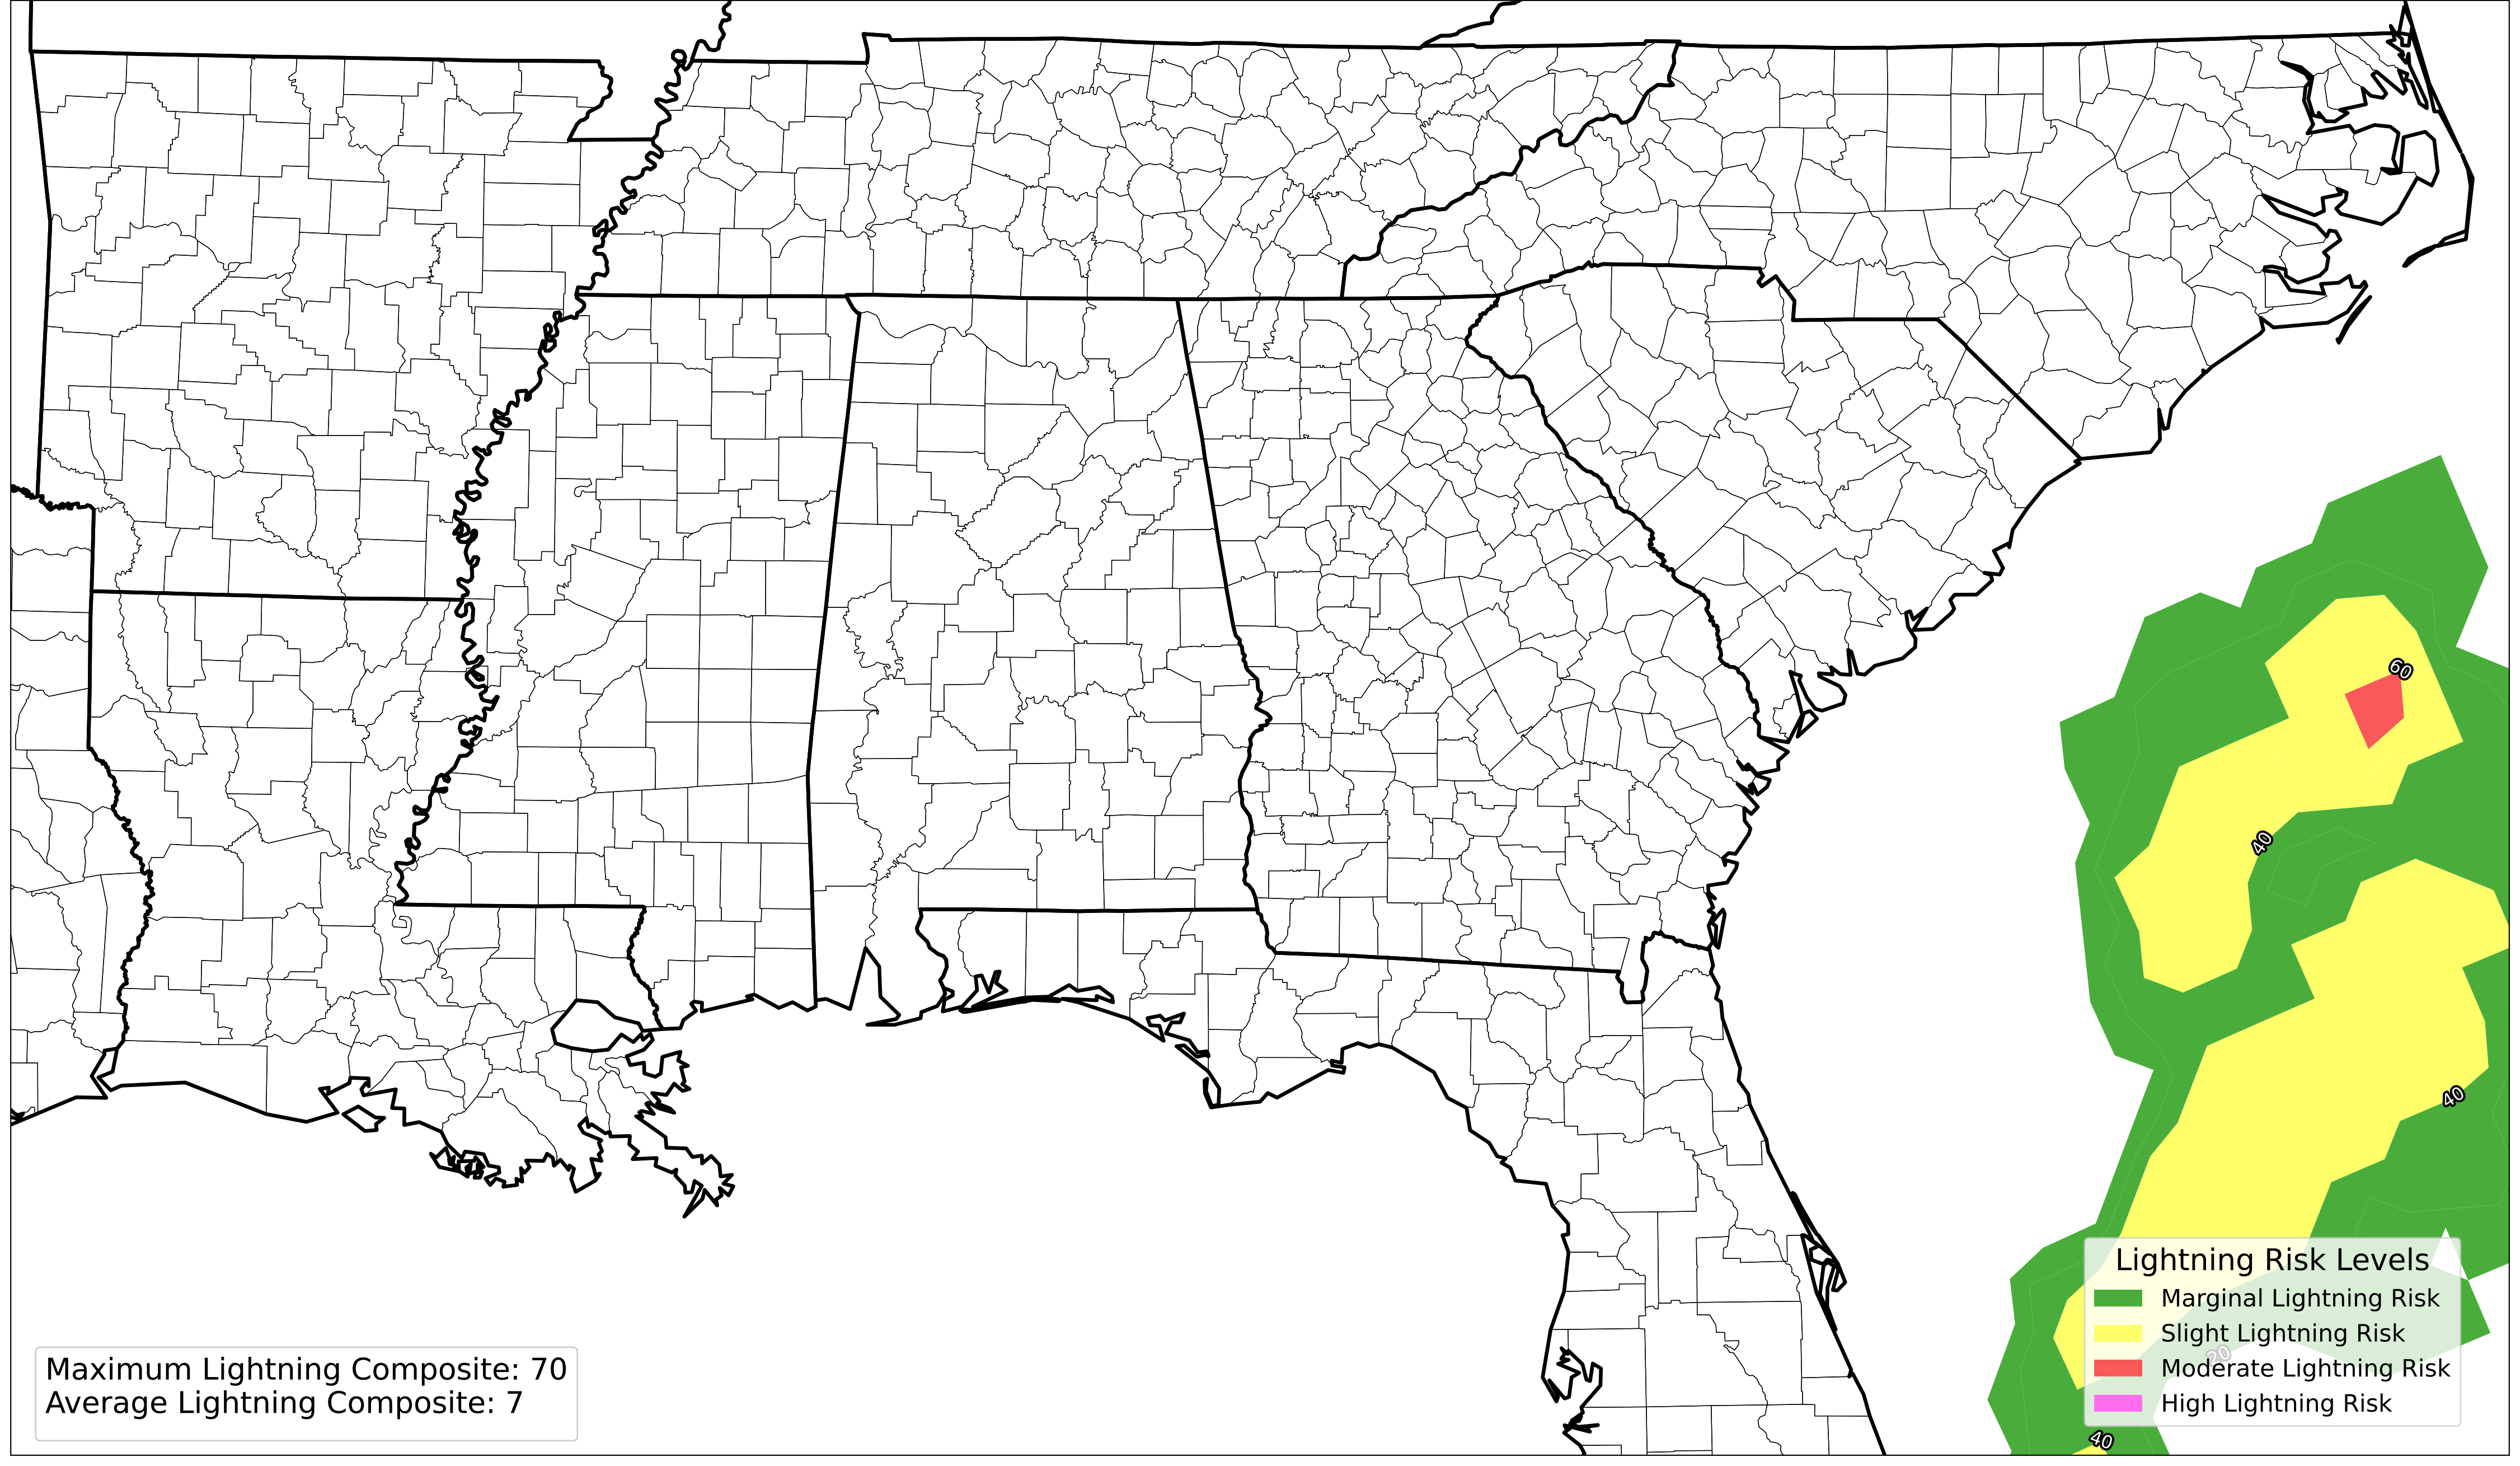 60
40
40
Lightning Risk Levels
Marginal Lightning Risk
Slight Lightning Risk
20
Moderate Lightning Risk
High Lightning Risk
Maximum Lightning Composite: 70
Average Lightning Composite: 7
40